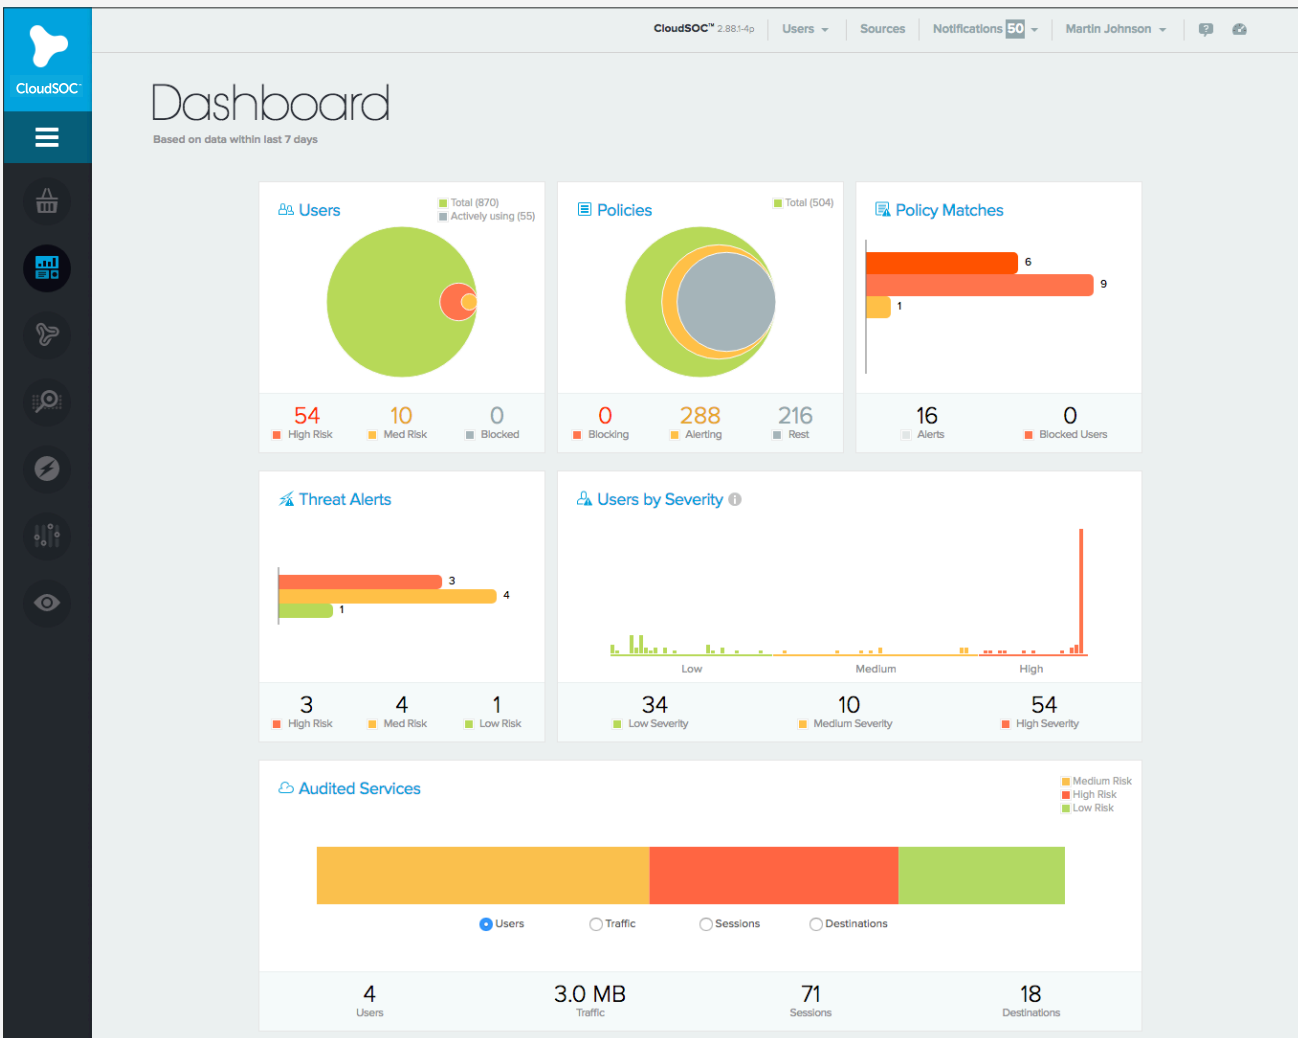 CloudSOC™ 2.88.1-4p Users Sources Notifications 50 Martin Johnson
CloudSOC™
Dashboard
Based on data within last 7 days
Users
Total (870)
Actively using (55)
54 10 0
High Risk Med Risk Blocked
Policies
Total (504)
0 288 216
Blocking Alerting Rest
Policy Matches
6
9
1
16 0
Alerts Blocked Users
Threat Alerts
3
4
1
3 4 1
High Risk Med Risk Low Risk
Users by Severity
Low Medium High
34 10 54
Low Severity Medium Severity High Severity
Audited Services
Medium Risk
High Risk
Low Risk
Users Traffic Sessions Destinations
4 3.0 MB 71 18
Users Traffic Sessions Destinations